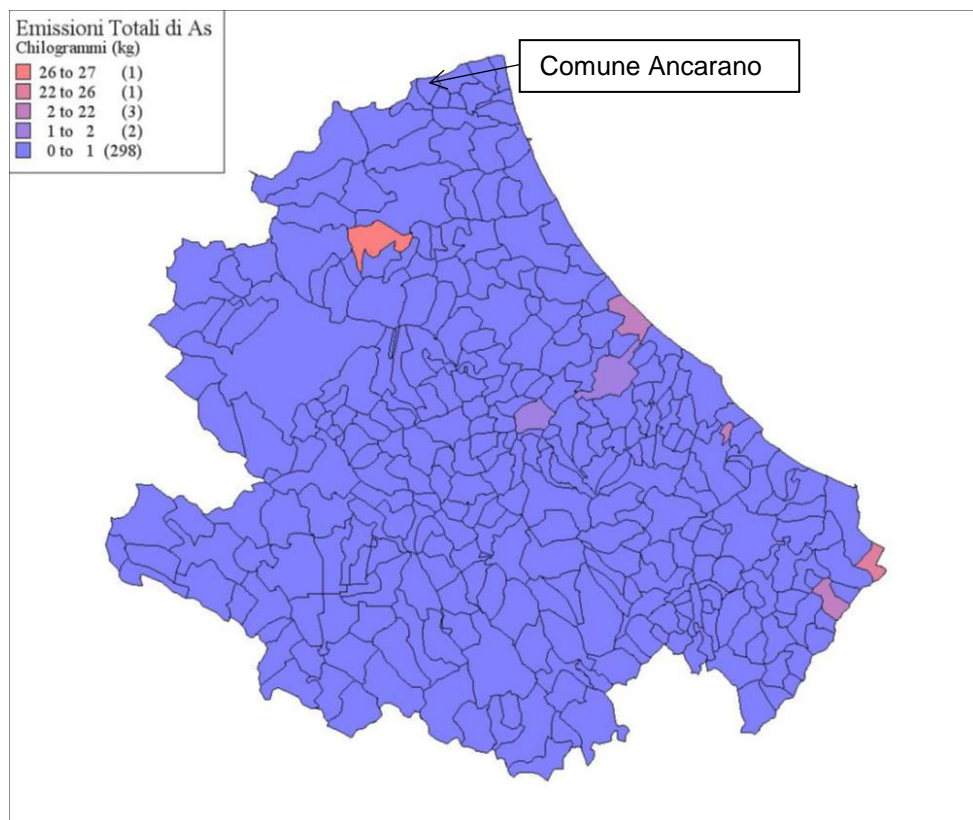 Emissioni Totali di As
Chilogrammi (kg)
26 to 27 (1)
22 to 26 (1)
2 to 22 (3)
1 to 2 (2)
0 to 1 (298)
Comune Ancarano